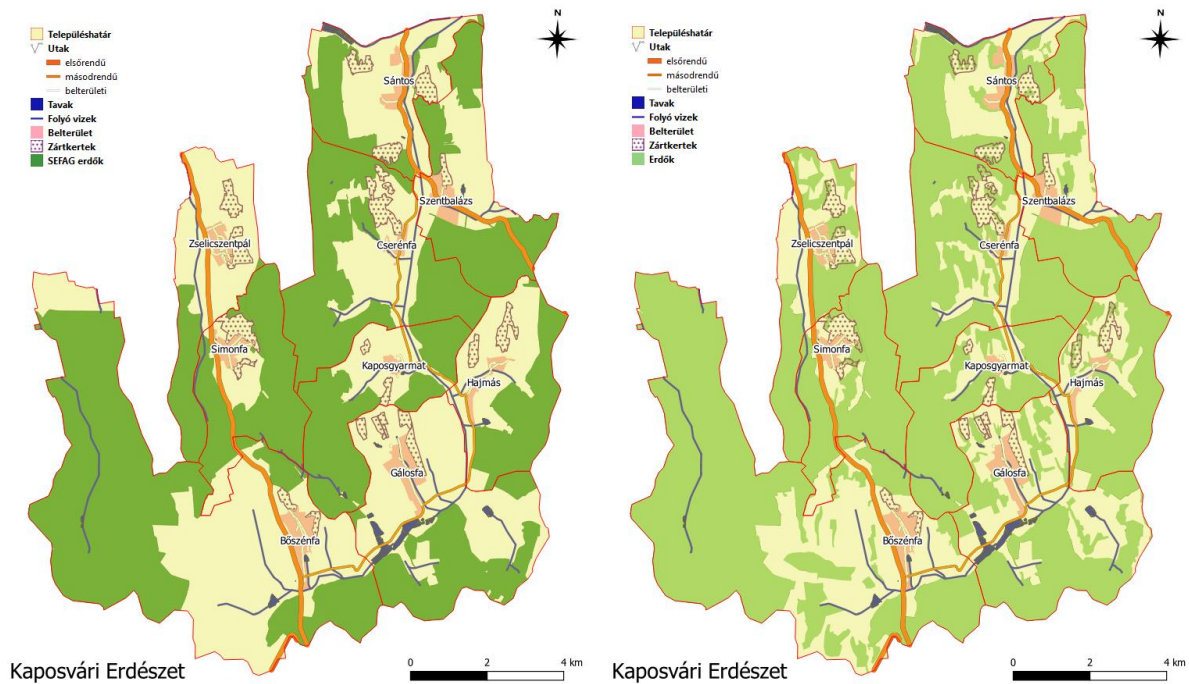 N
Településhatár
Utak
elsőrendű
másodrendű
belterületi
Tavak
Folyó vizek
Belterület
Zártkertek
SEFAG erdők
Sántos
Szentbalázs
Zselicszentpál
Cserénfa
Simonfa
Kaposgyarmat
Hajmás
Gálosfa
Bőszénfa
Kaposvári Erdészet
0 2 4 km
N
Településhatár
Utak
elsőrendű
másodrendű
belterületi
Tavak
Folyó vizek
Belterület
Zártkertek
Erdők
Sántos
Szentbalázs
Zselicszentpál
Cserénfa
Simonfa
Kaposgyarmat
Hajmás
Gálosfa
Bőszénfa
Kaposvári Erdészet
0 2 4 km